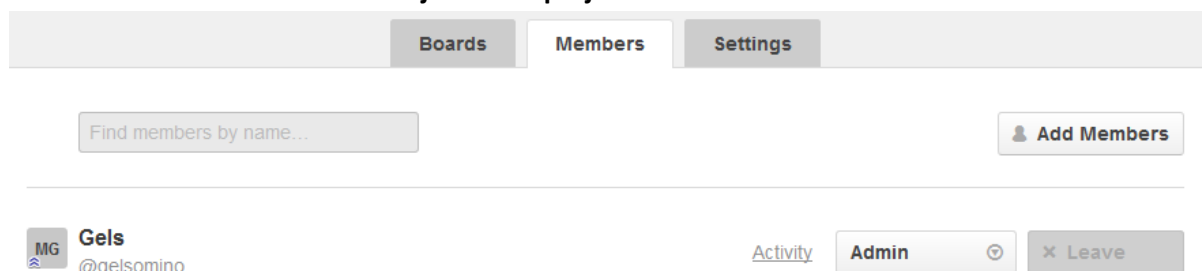 Boards Members Settings
Find members by name...
Add Members
Gels
MG
Activity Admin × Leave
@gelsomino